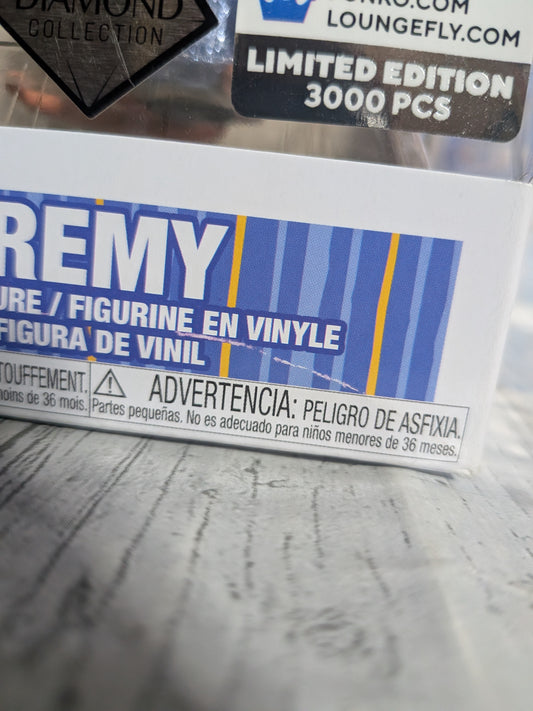 DIAMOND
COLLECTION
FUNKO.COM
LOUNGEFLY.COM
LIMITED EDITION
3000 PCS
REMY
URE / FIGURINE EN VINYLE
FIGURA DE VINIL
TOUFFEMENT.
moins de 36 mois.
ADVERTENCIA: PELIGRO DE ASFIXIA.
Partes pequeñas. No es adecuado para niños menores de 36 meses.